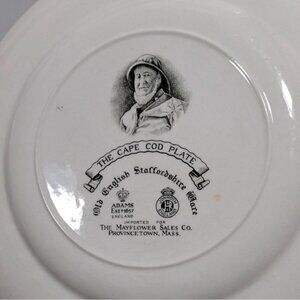 THE CAPE COD PLATE
Old English Staffordshire Ware
ADAMS
ESTD 1657
ENGLAND
IMPORTED FOR
THE MAYFLOWER SALES CO.
PROVINCETOWN, MASS.